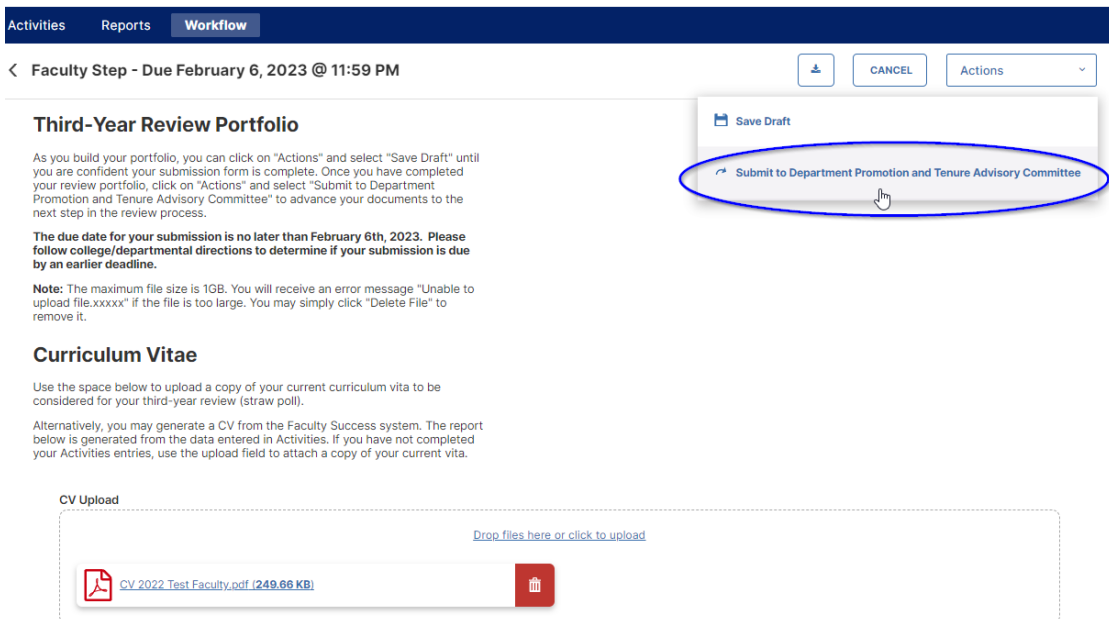 Activities Reports Workflow
Faculty Step - Due February 6, 2023 @ 11:59 PM
CANCEL
Actions
Save Draft
Submit to Department Promotion and Tenure Advisory Committee
Third-Year Review Portfolio
As you build your portfolio, you can click on "Actions" and select "Save Draft" until
you are confident your submission form is complete. Once you have completed
your review portfolio, click on "Actions" and select "Submit to Department
Promotion and Tenure Advisory Committee" to advance your documents to the
next step in the review process.
The due date for your submission is no later than February 6th, 2023. Please
follow college/departmental directions to determine if your submission is due
by an earlier deadline.
Note: The maximum file size is 1GB. You will receive an error message "Unable to
upload file.xxxxx" if the file is too large. You may simply click "Delete File" to
remove it.
Curriculum Vitae
Use the space below to upload a copy of your current curriculum vita to be
considered for your third-year review (straw poll).
Alternatively, you may generate a CV from the Faculty Success system. The report
below is generated from the data entered in Activities. If you have not completed
your Activities entries, use the upload field to attach a copy of your current vita.
CV Upload
Drop files here or click to upload
CV 2022 Test Faculty.pdf (249.66 KB)